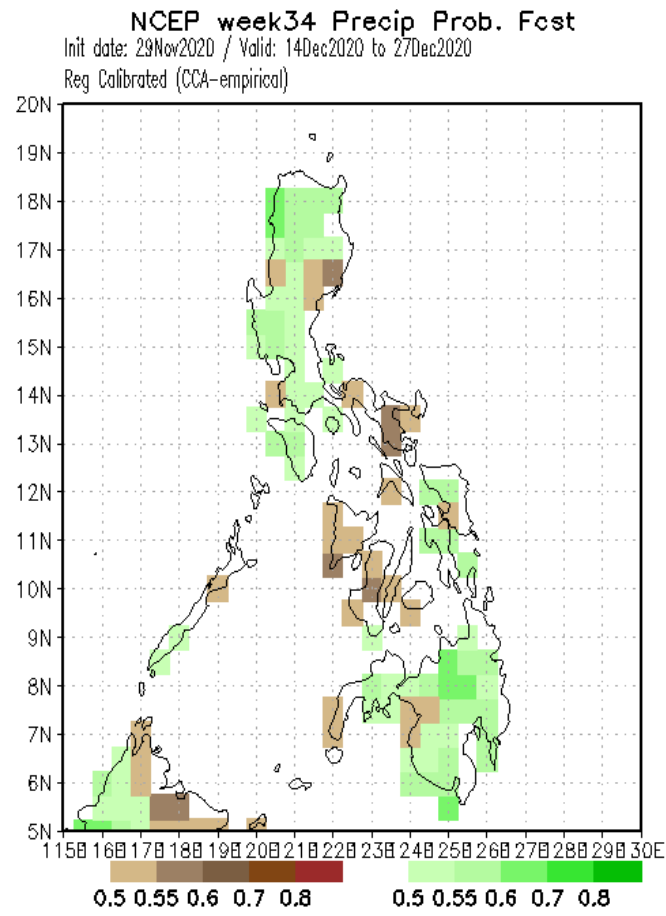 NCEP week34 Precip Prob. Fcst
Init date: 29Nov2020 / Valid: 14Dec2020 to 27Dec2020
Reg Calibrated (CCA-empirical)
20N
19N
18N
17N
16N
15N
14N
13N
12N
11N
10N
9N
8N
7N
6N
5N
115E 116E 117E 118E 119E 120E 121E 122E 123E 124E 125E 126E 127E 128E 129E 130E
0.5 0.55 0.6 0.7 0.8
0.5 0.55 0.6 0.7 0.8